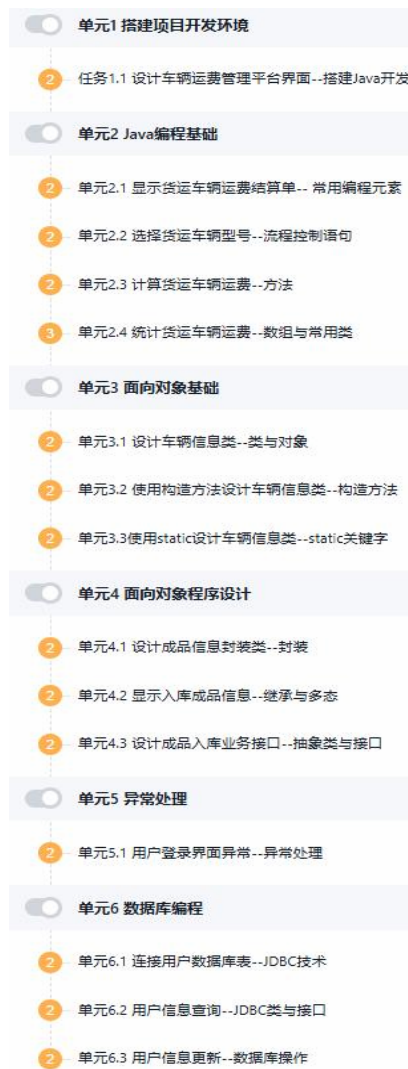 单元1 搭建项目开发环境
2 任务1.1 设计车辆运费管理平台界面--搭建Java开发
单元2 Java编程基础
2 单元2.1 显示货运车辆运费结算单-- 常用编程元素
2 单元2.2 选择货运车辆型号--流程控制语句
2 单元2.3 计算货运车辆运费--方法
3 单元2.4 统计货运车辆运费--数组与常用类
单元3 面向对象基础
2 单元3.1 设计车辆信息类--类与对象
2 单元3.2 使用构造方法设计车辆信息类--构造方法
2 单元3.3使用static设计车辆信息类--static关键字
单元4 面向对象程序设计
2 单元4.1 设计成品信息封装类--封装
2 单元4.2 显示入库成品信息--继承与多态
2 单元4.3 设计成品入库业务接口--抽象类与接口
单元5 异常处理
2 单元5.1 用户登录界面异常--异常处理
单元6 数据库编程
2 单元6.1 连接用户数据库表--JDBC技术
2 单元6.2 用户信息查询--JDBC类与接口
2 单元6.3 用户信息更新--数据库操作